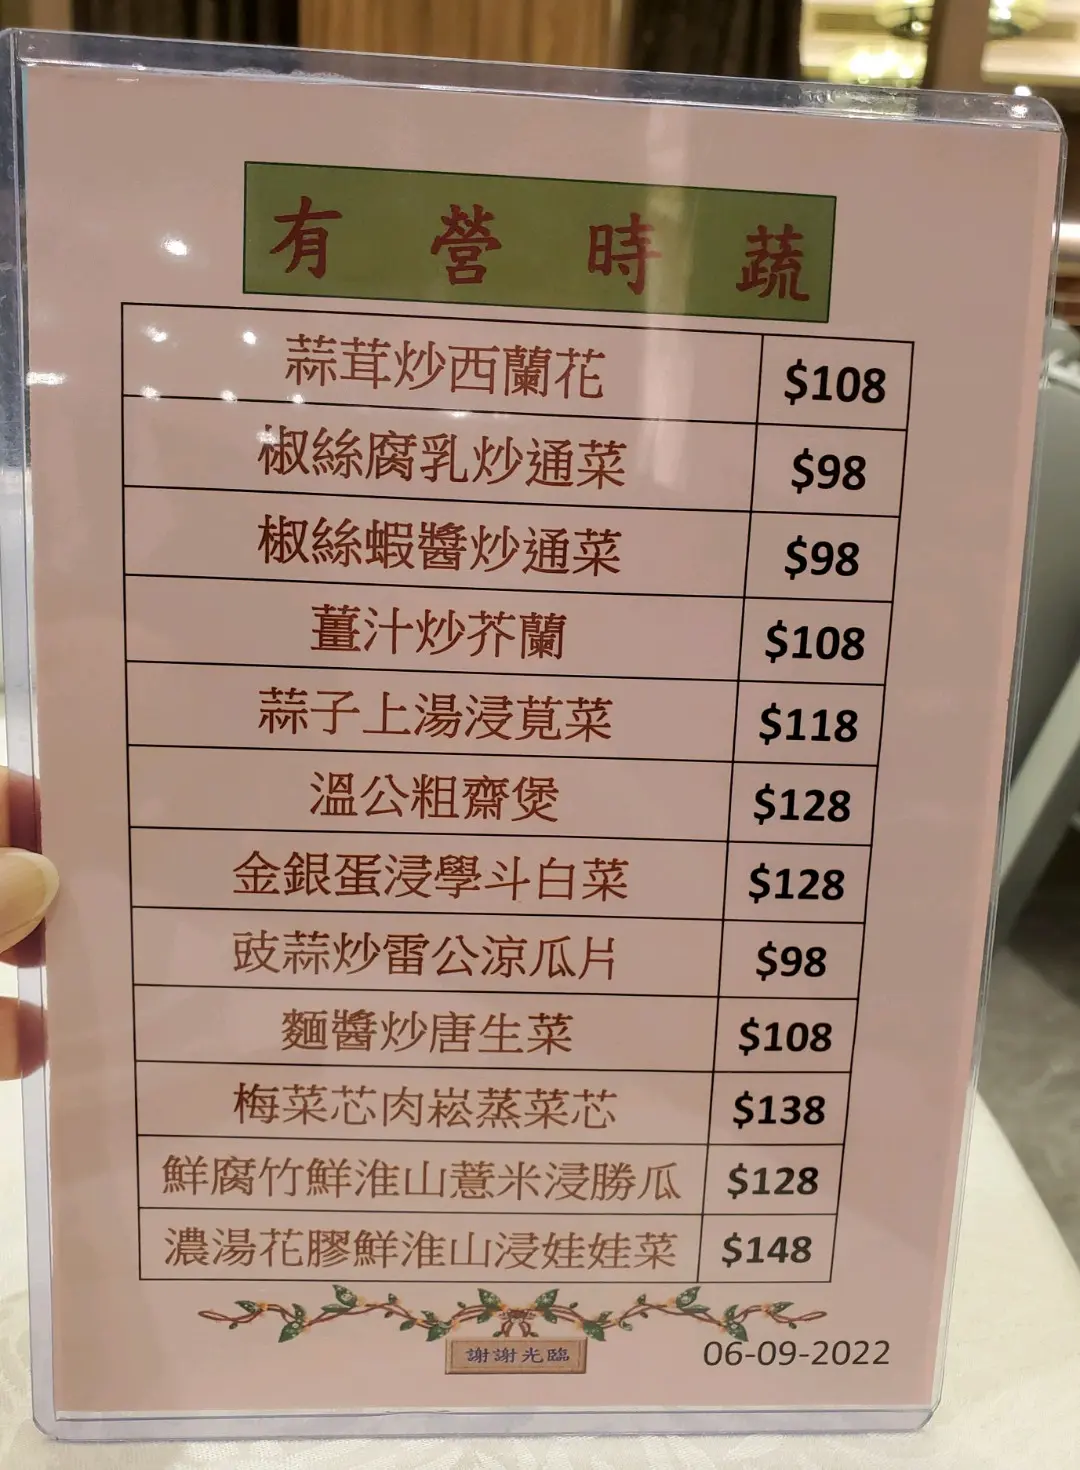 有營時蔬
蒜茸炒西蘭花 $108
椒絲腐乳炒通菜 $98
椒絲蝦醬炒通菜 $98
薑汁炒芥蘭 $108
蒜子上湯浸莧菜 $118
溫公粗齋煲 $128
金銀蛋浸學斗白菜 $128
豉蒜炒雷公涼瓜片 $98
麵醬炒唐生菜 $108
梅菜芯肉崧蒸菜芯 $138
鮮腐竹鮮淮山薏米浸勝瓜 $128
濃湯花膠鮮淮山浸娃娃菜 $148
謝謝光臨
06-09-2022